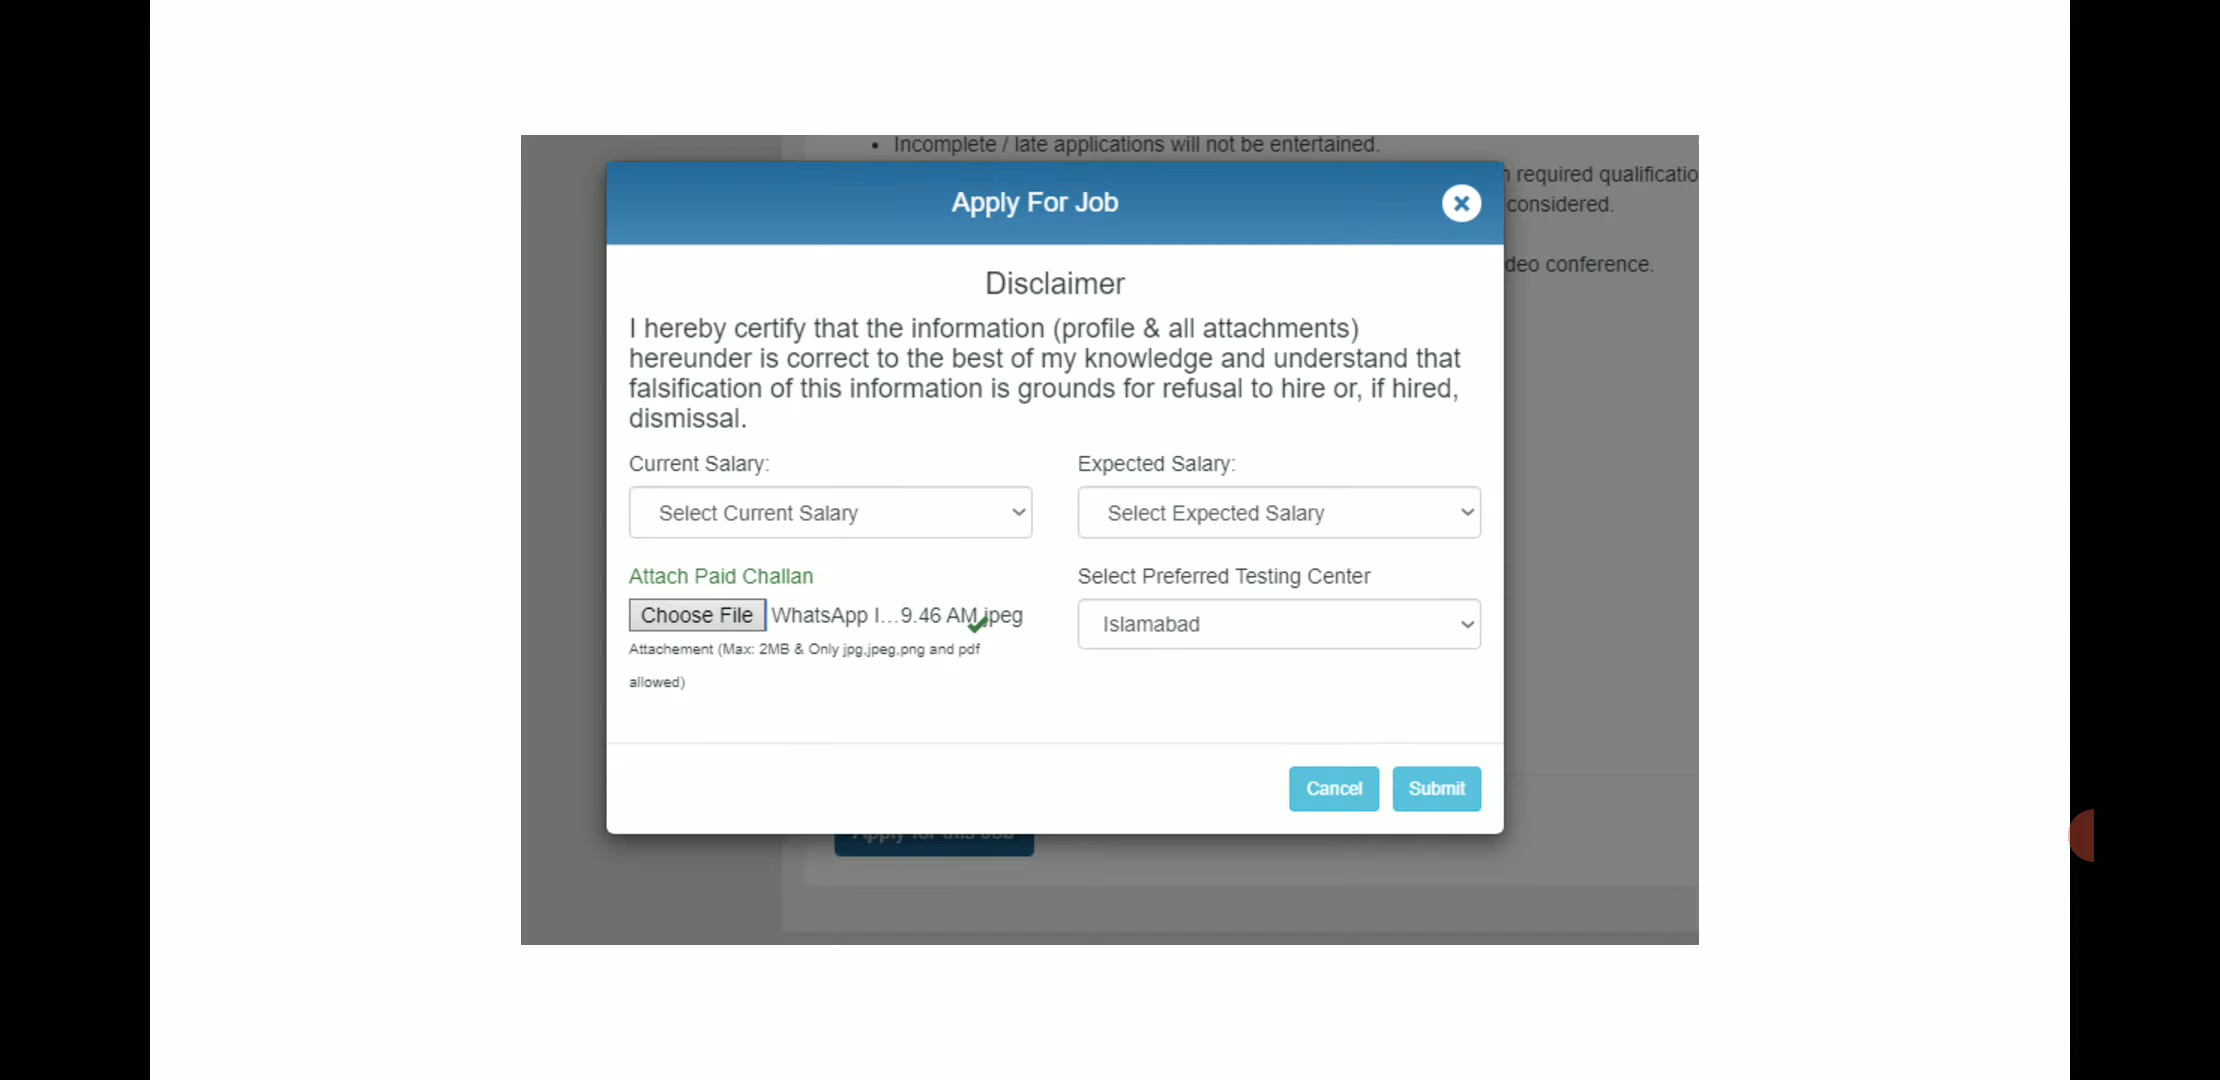 • Incomplete / late applications will not be entertained.
required qualificatio
considered.
deo conference.
Apply For Job
Disclaimer
I hereby certify that the information (profile & all attachments)
hereunder is correct to the best of my knowledge and understand that
falsification of this information is grounds for refusal to hire or, if hired,
dismissal.
Current Salary:
Expected Salary:
Select Current Salary
Select Expected Salary
Attach Paid Challan
Select Preferred Testing Center
Choose File WhatsApp I...9.46 AM.jpeg
Islamabad
Attachement (Max: 2MB & Only jpg,jpeg,png and pdf
allowed)
Cancel
Submit
Apply for this Job